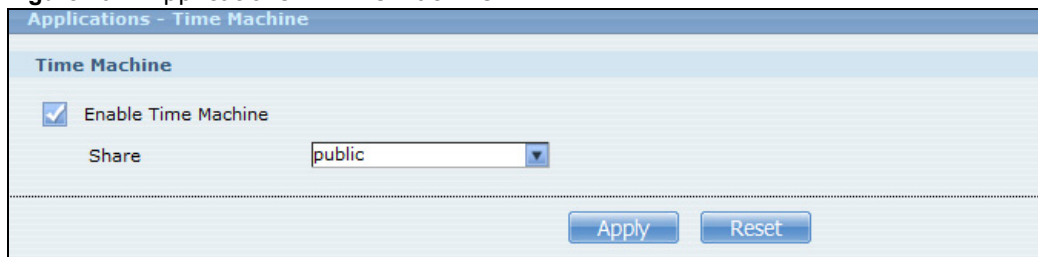 Applications - Time Machine
Time Machine
Enable Time Machine
Share public
Apply Reset